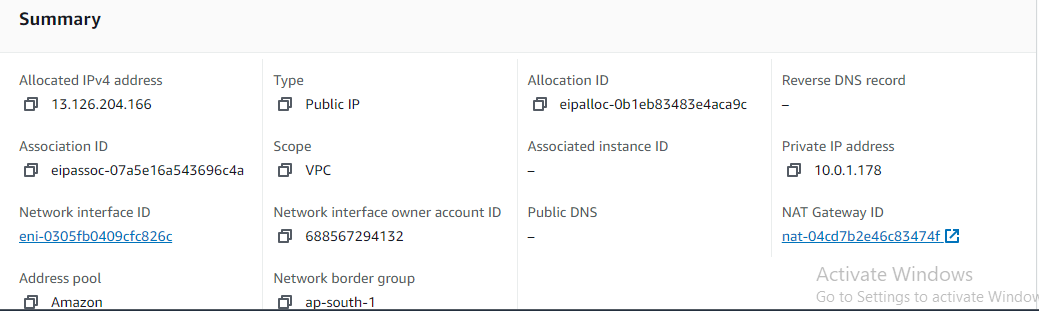 Summary
Allocated IPv4 address
13.126.204.166
Type
Public IP
Allocation ID
eipalloc-0b1eb83483e4aca9c
Reverse DNS record
–
Association ID
eipassoc-07a5e16a543696c4a
Scope
VPC
Associated instance ID
–
Private IP address
10.0.1.178
Network interface ID
eni-0305fb0409cfc826c
Network interface owner account ID
688567294132
Public DNS
–
NAT Gateway ID
nat-04cd7b2e46c83474f
Address pool
Amazon
Network border group
ap-south-1
Activate Windows
Go to Settings to activate Window